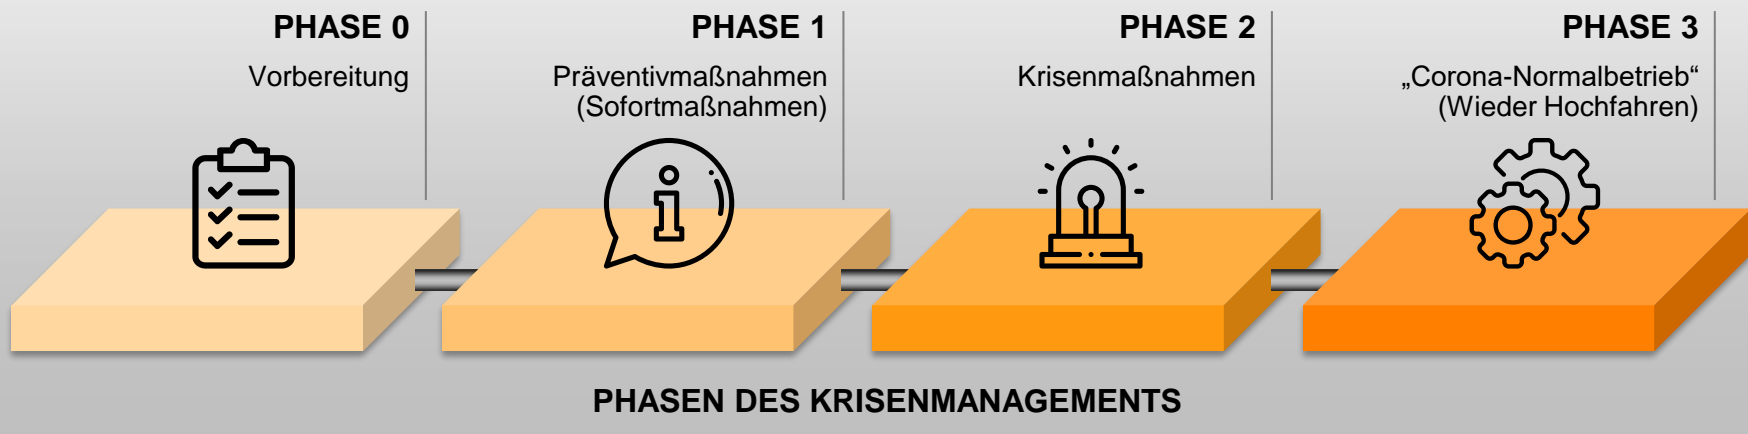 PHASE 0
Vorbereitung
PHASE 1
Präventivmaßnahmen
(Sofortmaßnahmen)
PHASE 2
Krisenmaßnahmen
PHASE 3
„Corona-Normalbetrieb“
(Wieder Hochfahren)
PHASEN DES KRISENMANAGEMENTS